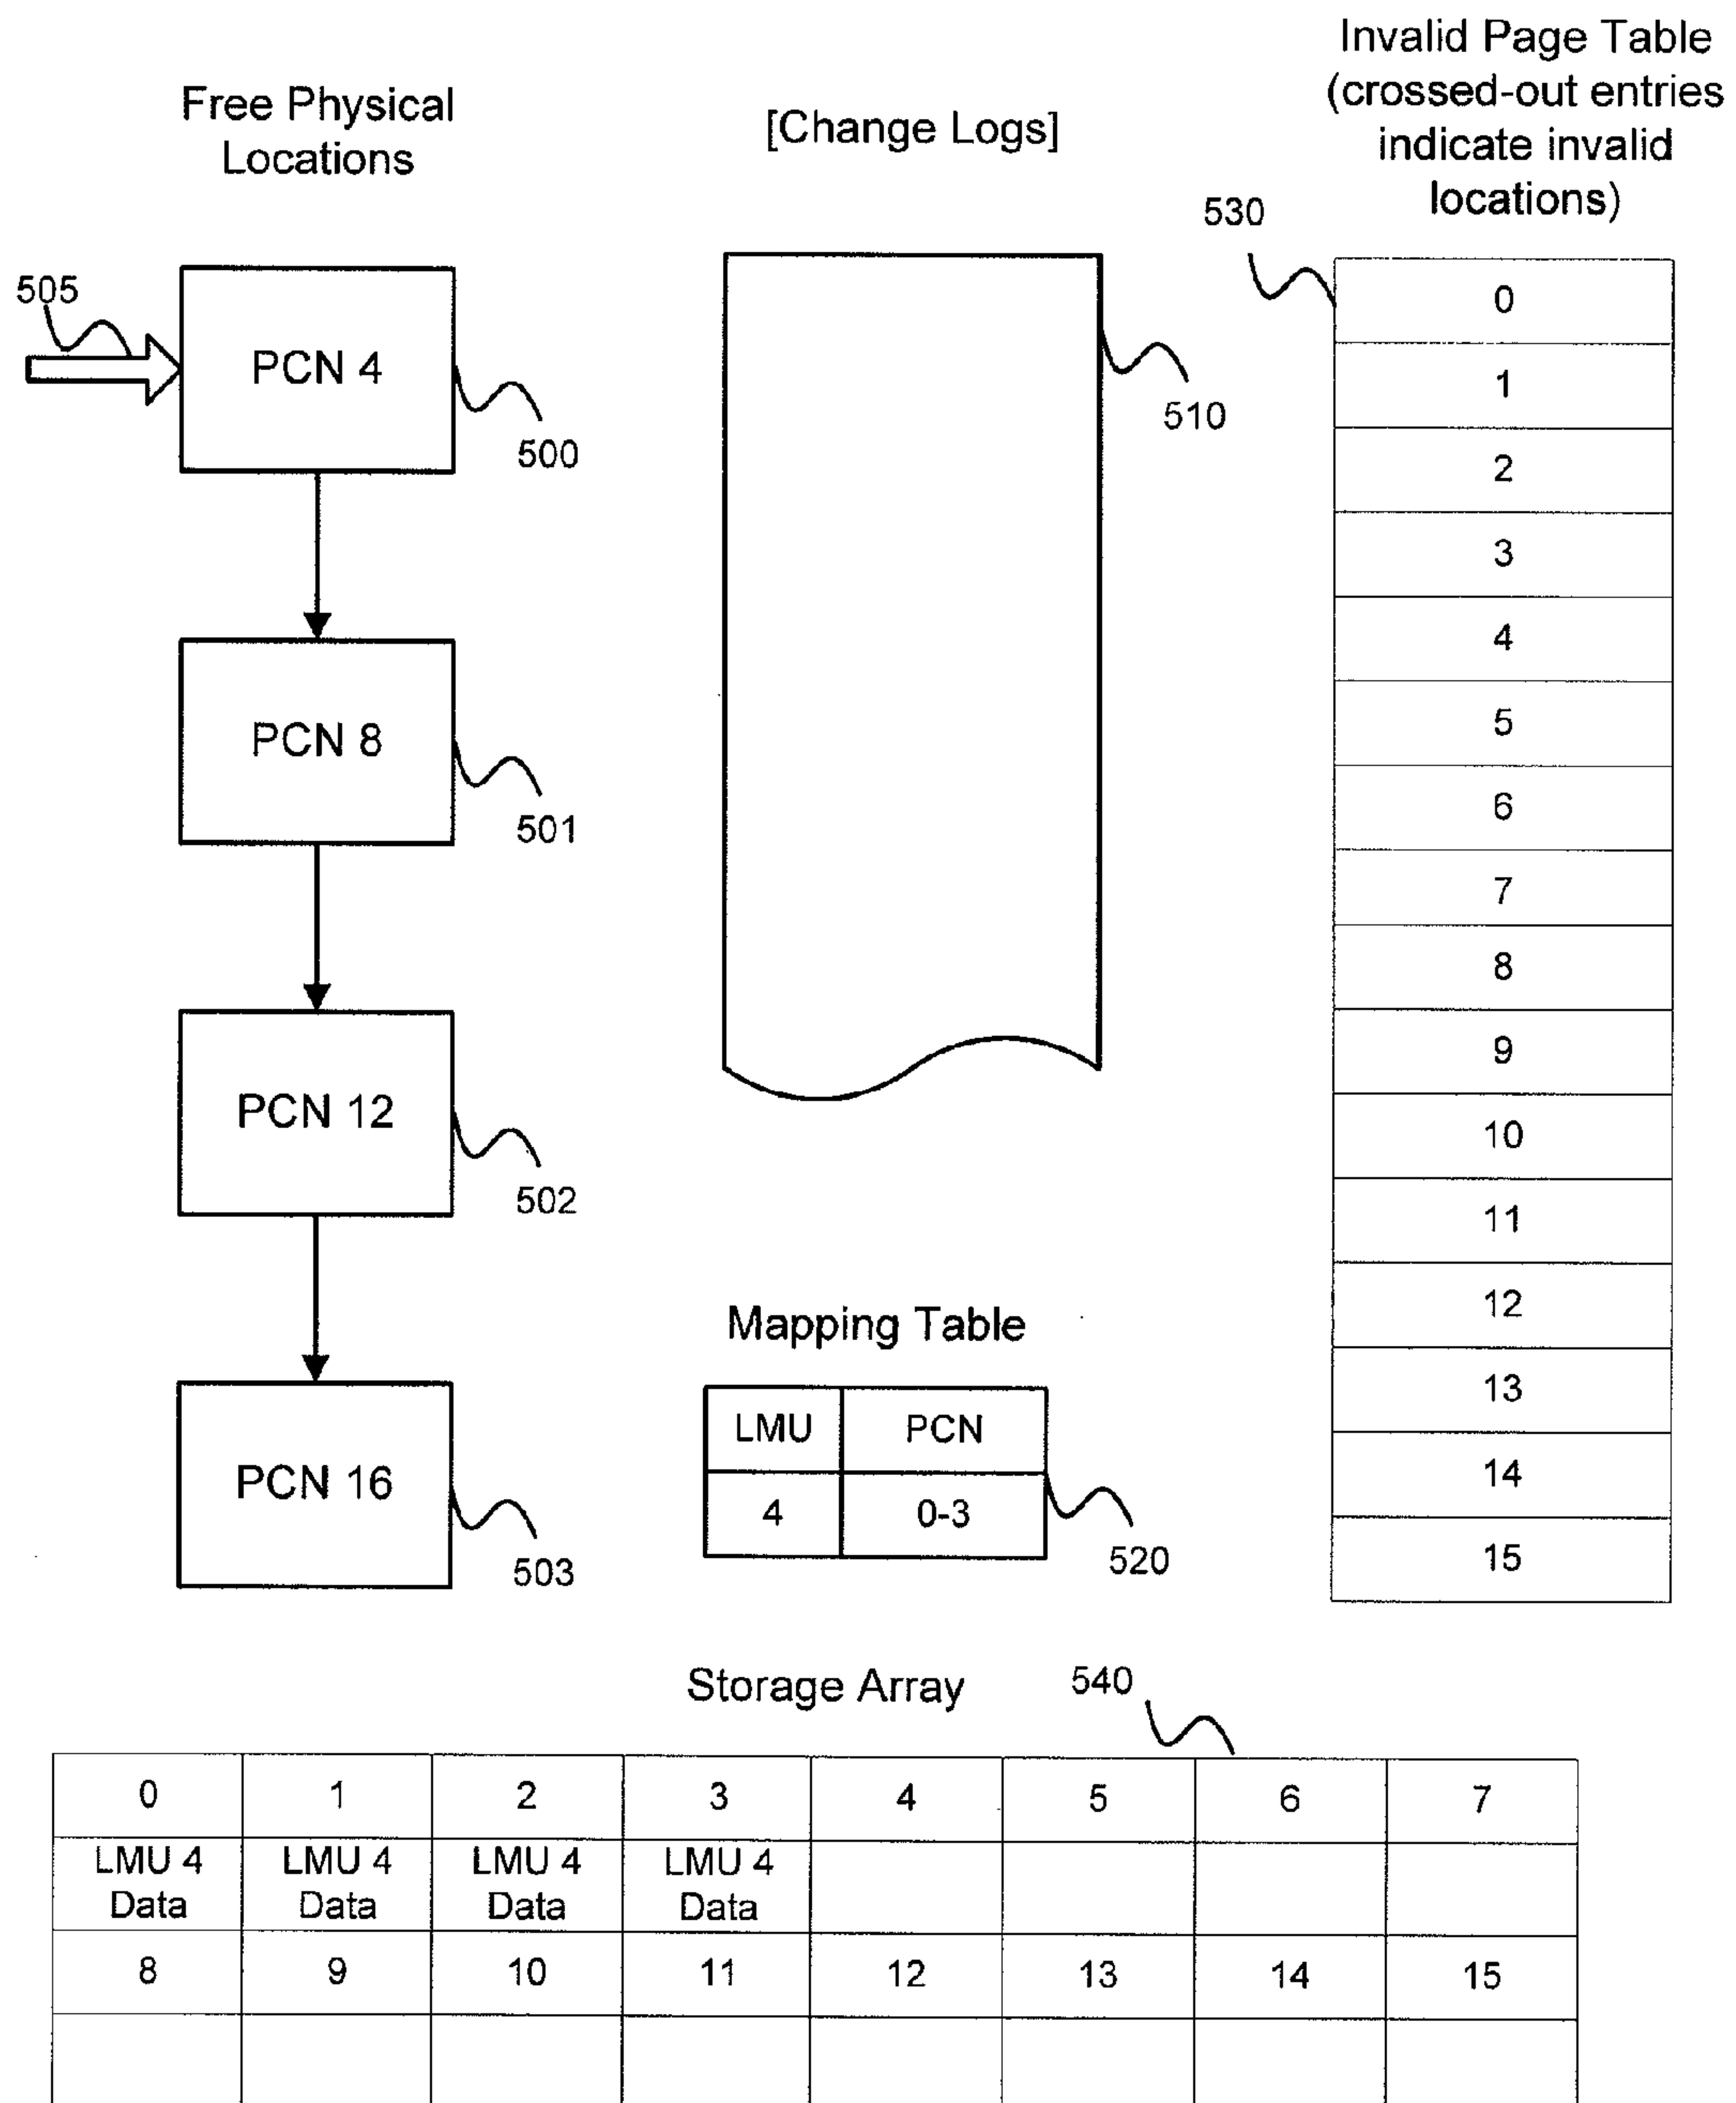 Free Physical
Locations
505
PCN 4
500
PCN 8
501
PCN 12
502
PCN 16
503
[Change Logs]
510
Mapping Table
LMU PCN
4 0-3
520
Invalid Page Table
(crossed-out entries
indicate invalid
locations)
530
0
1
2
3
4
5
6
7
8
9
10
11
12
13
14
15
Storage Array
540
0 1 2 3 4 5 6 7
LMU 4 LMU 4 LMU 4 LMU 4
Data Data Data Data
8 9 10 11 12 13 14 15